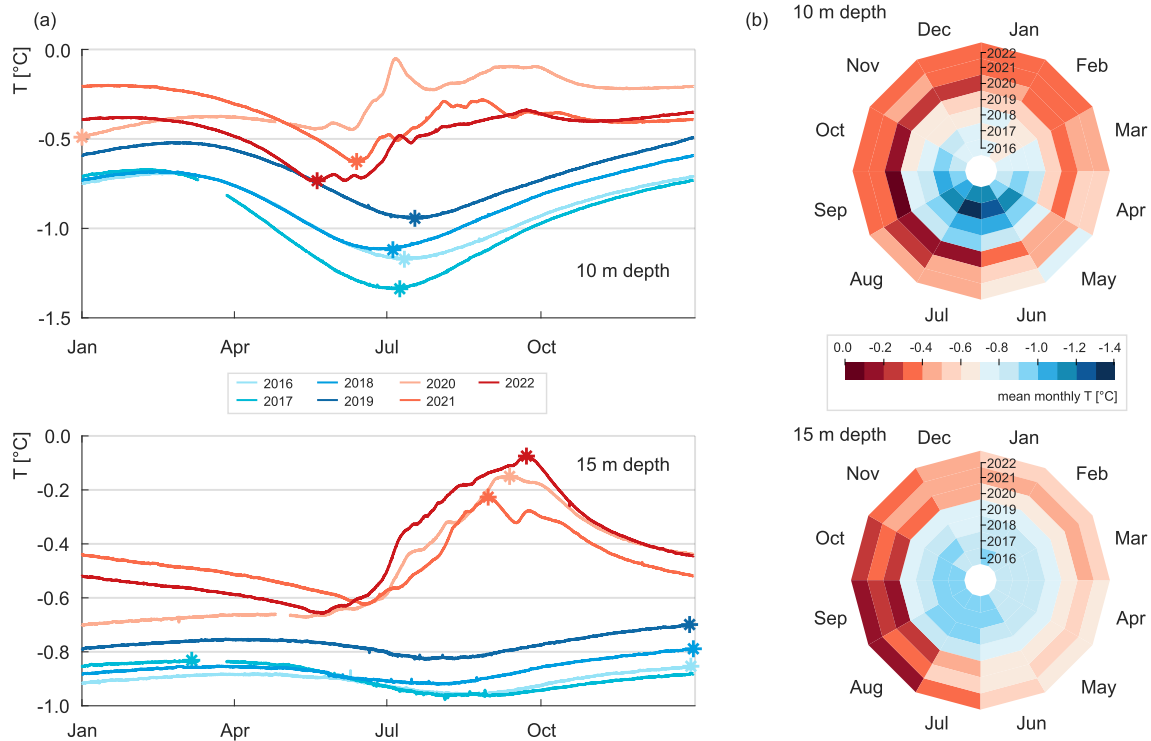 (a)
T [°C]
0.0
-0.5
-1.0
-1.5
10 m depth
Jan
Apr
Jul
Oct
2016
2018
2020
2022
2017
2019
2021
T [°C]
0.0
-0.2
-0.4
-0.6
-0.8
-1.0
15 m depth
Jan
Apr
Jul
Oct
(b)
10 m depth
Dec
Jan
Nov
Feb
Oct
Mar
Sep
Apr
Aug
May
Jul
Jun
2022
2021
2020
2019
2018
2017
2016
0.0 -0.2 -0.4 -0.6 -0.8 -1.0 -1.2 -1.4
mean monthly T [°C]
15 m depth
Dec
Jan
Nov
Feb
Oct
Mar
Sep
Apr
Aug
May
Jul
Jun
2022
2021
2020
2019
2018
2017
2016